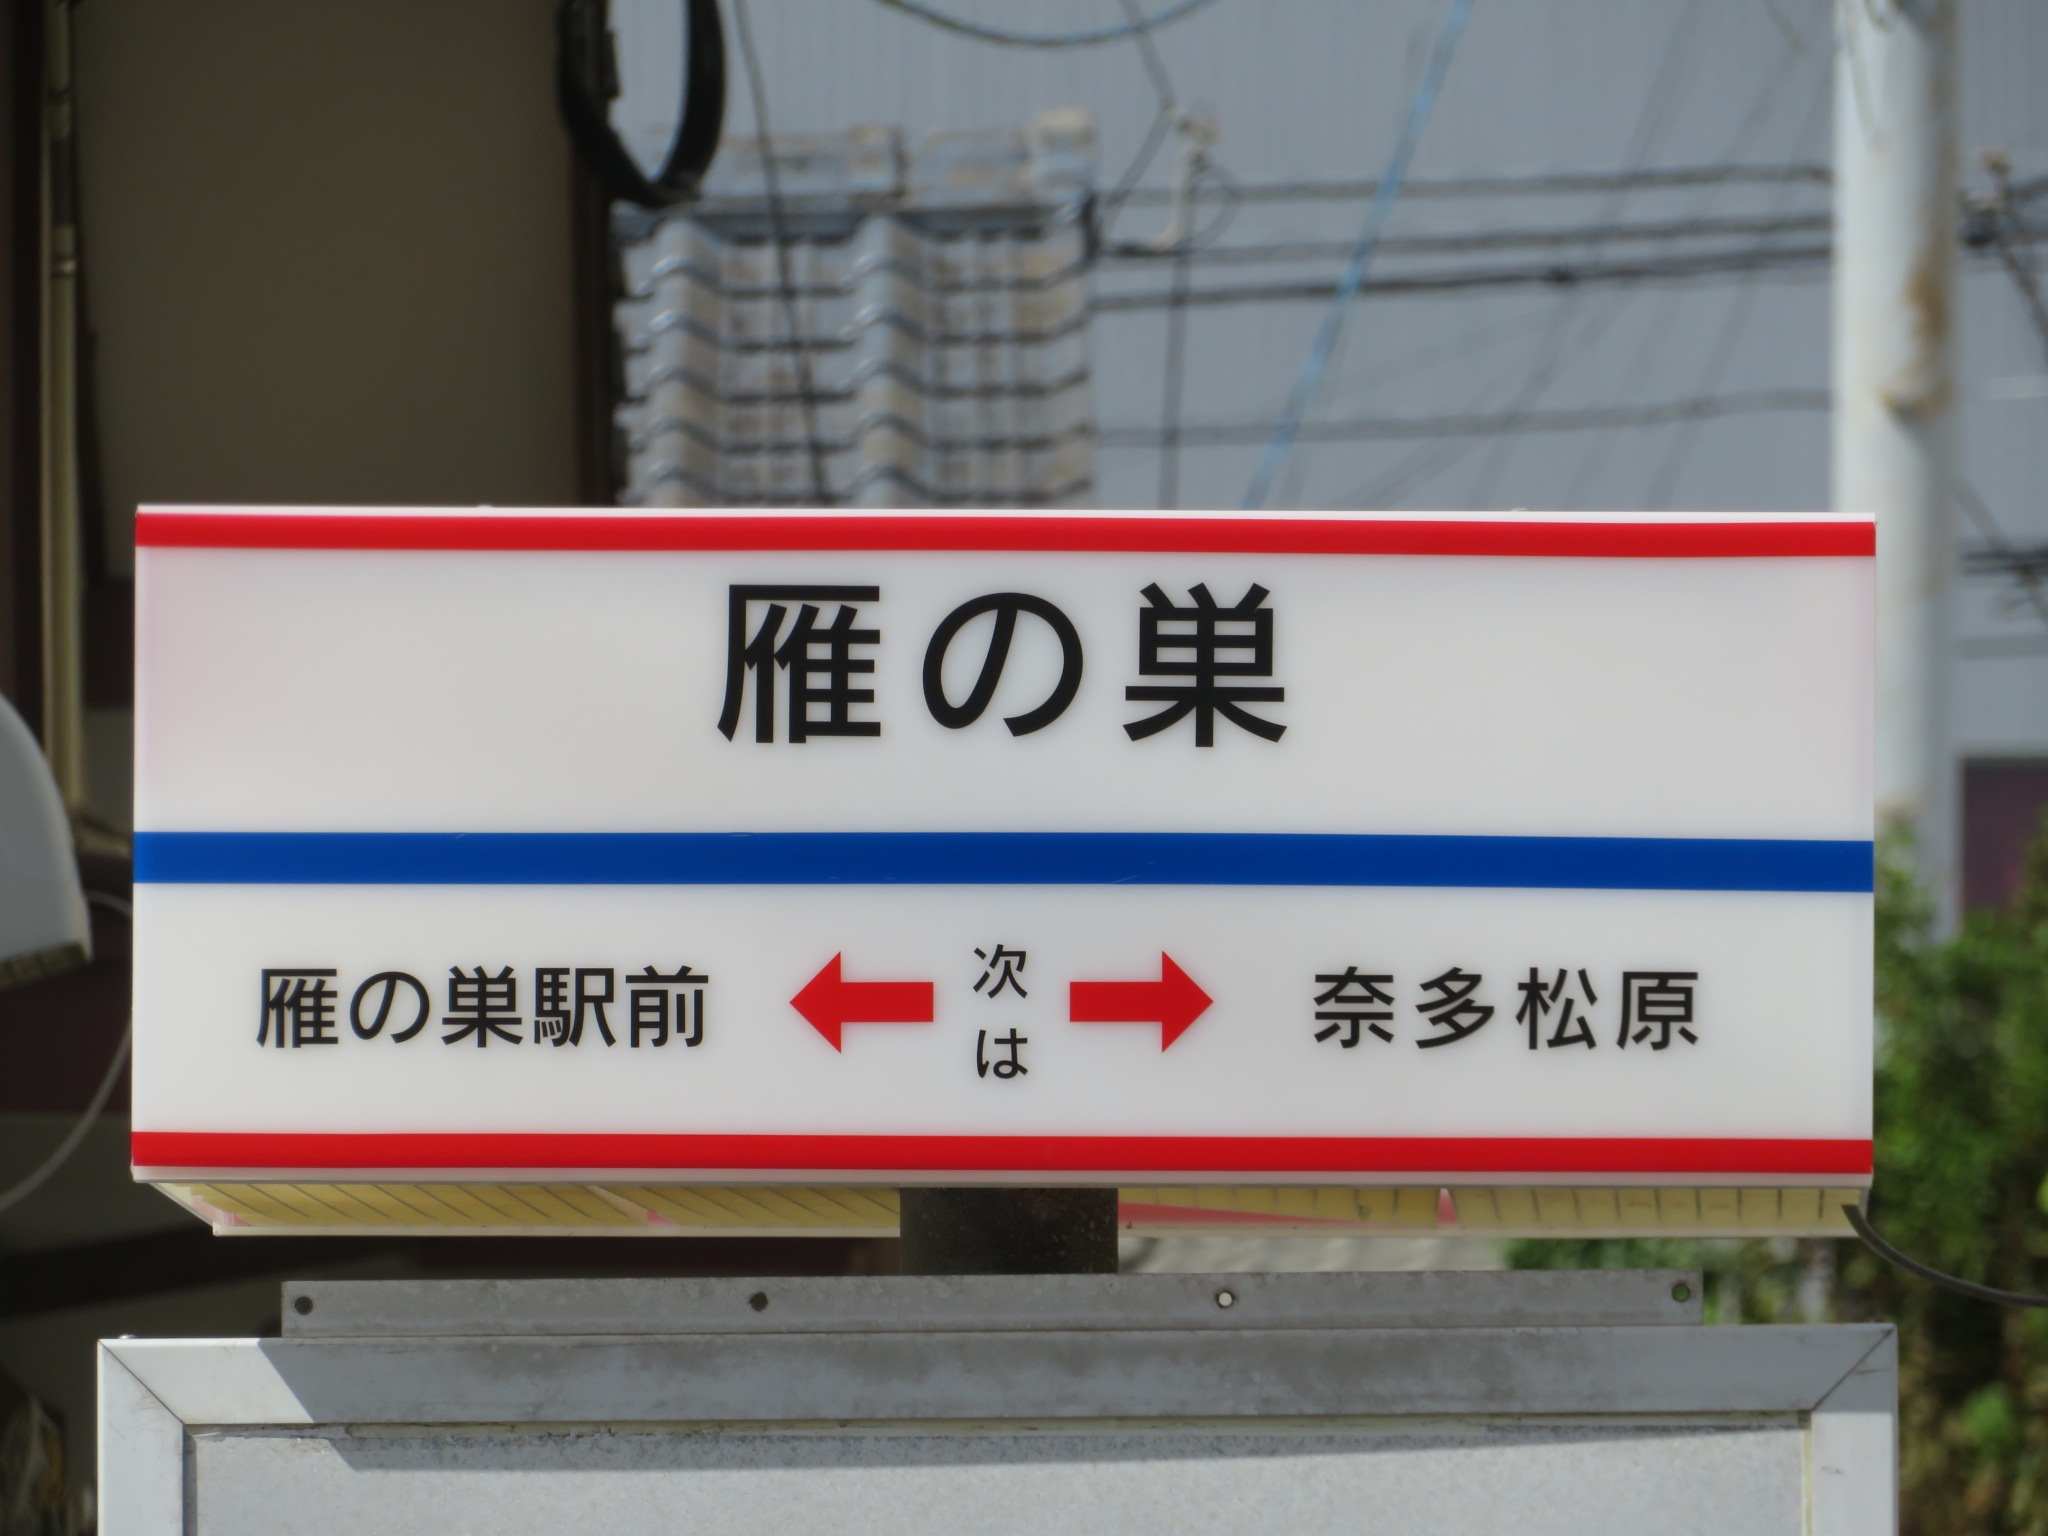 雁の巣
雁の巣駅前 ← 次は → 奈多松原